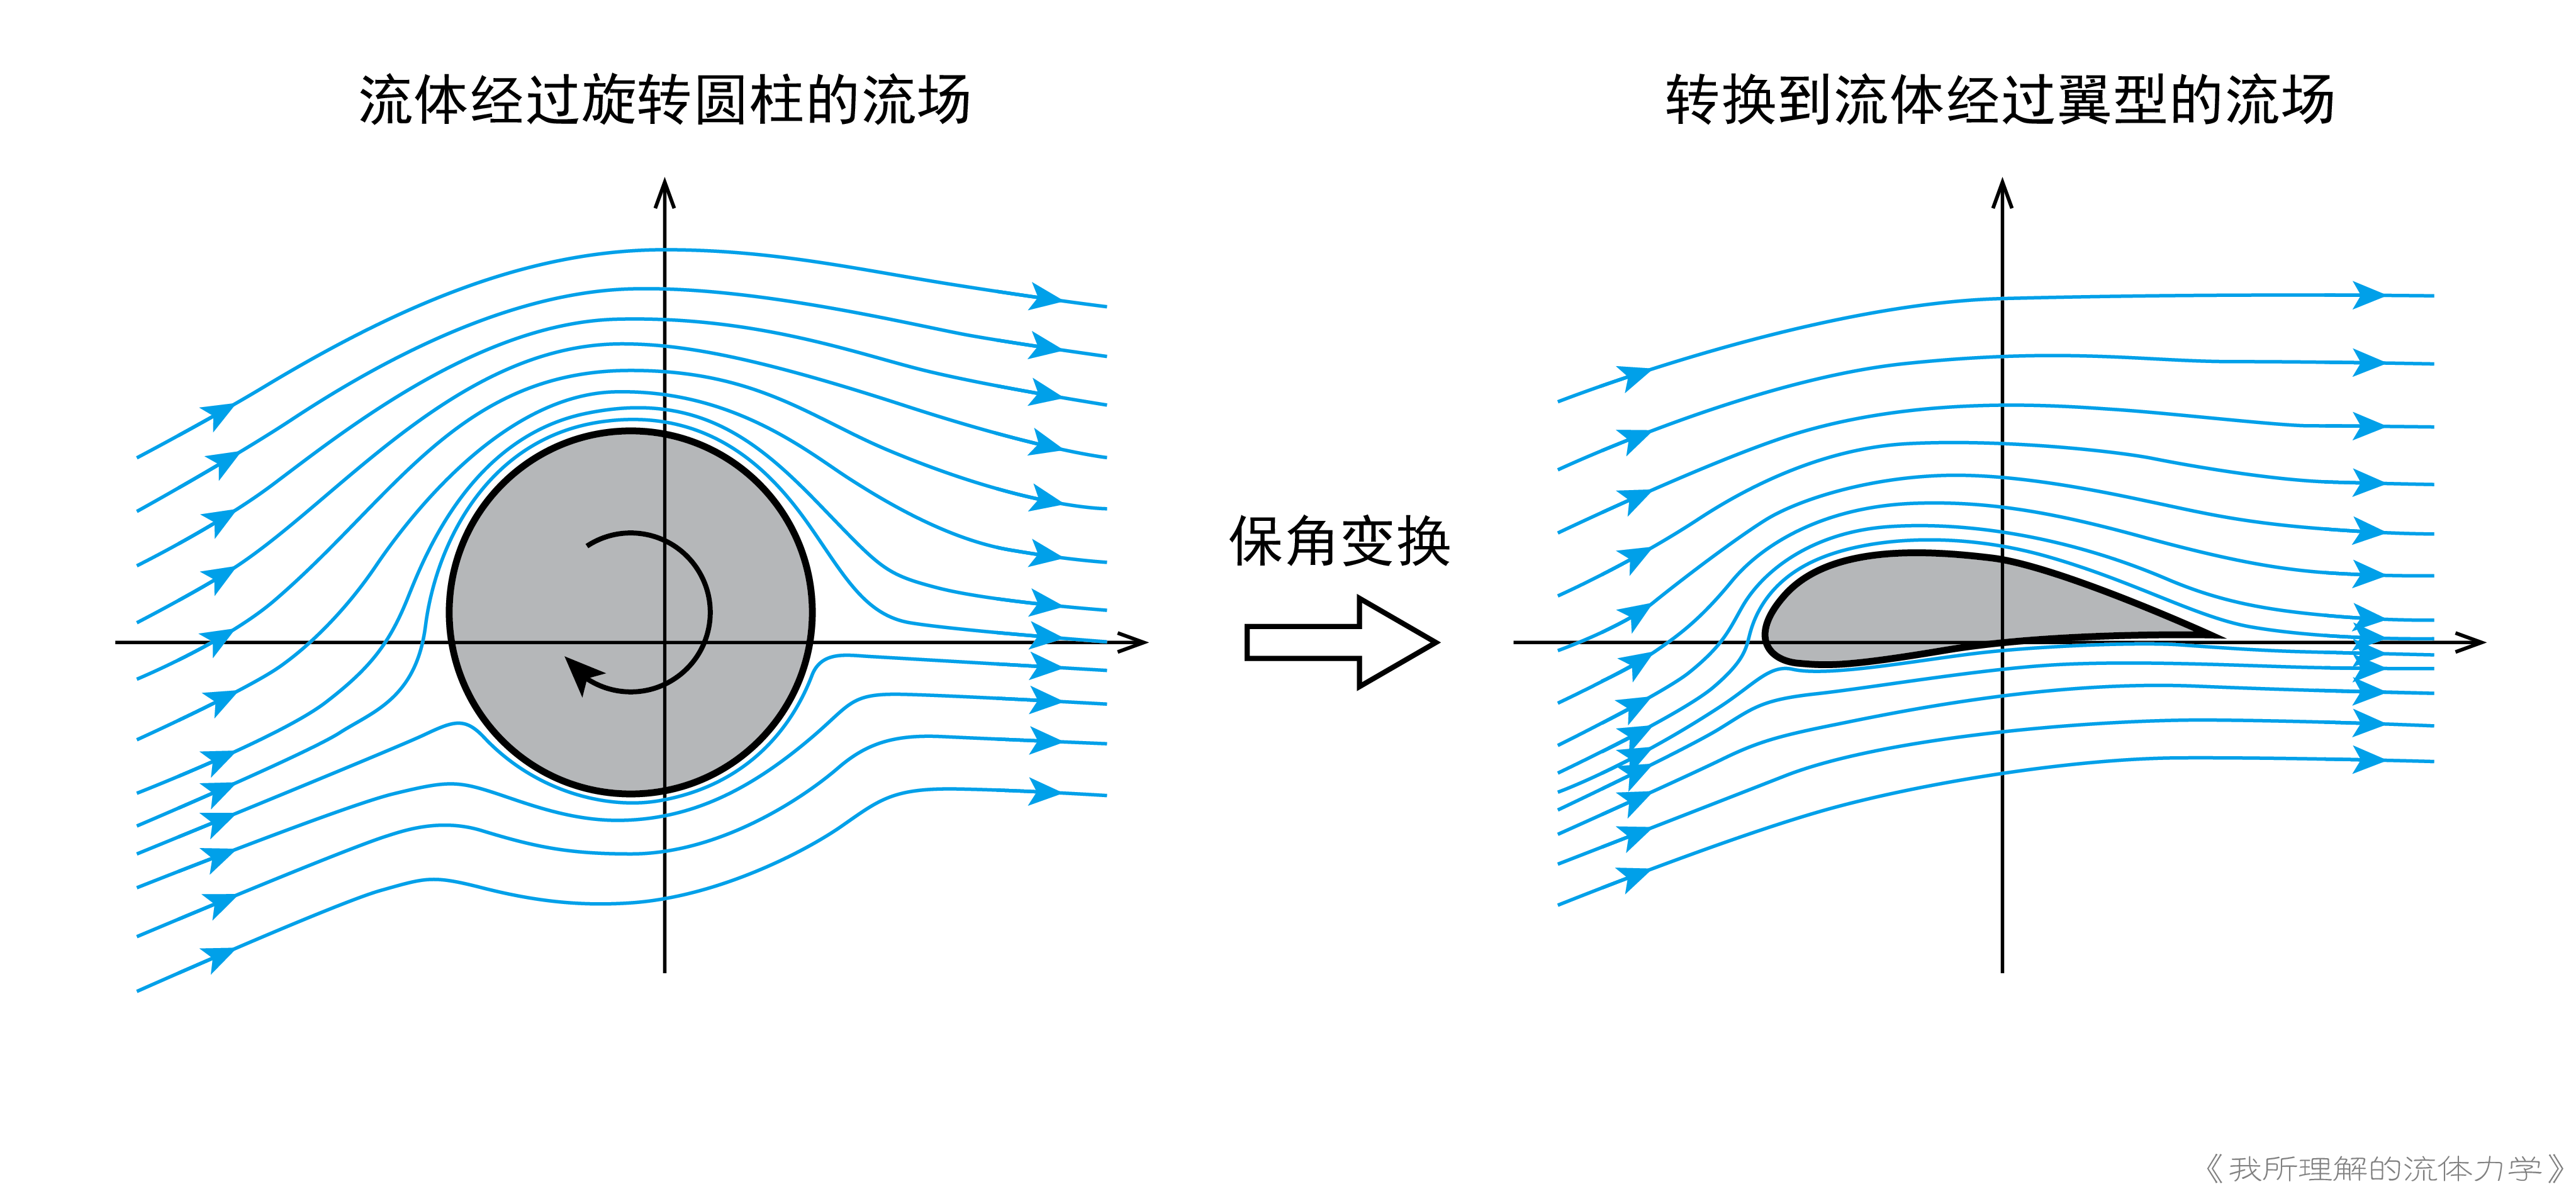 流体经过旋转圆柱的流场
转换到流体经过翼型的流场
保角变换
《我所理解的流体力学》